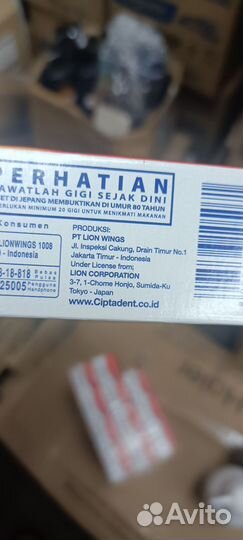 PERHATIAN
AWATLAH GIGI SEJAK DINI
ET DI JEPANG MEMBUKTIKAN DI UMUR 80 TAHUN
ERLUKAN MINIMUM 20 GIGI UNTUK MENIKMATI MAKANAN
Konsumen
LIONWINGS 1008
- Indonesia
-18-818 Bebas Pulsa
25005 Pengguna Handphone
PRODUKSI:
PT LION WINGS
Jl. Inspeksi Cakung, Drain Timur No.1
Jakarta Timur - Indonesia
Under License from;
LION CORPORATION
3-7, 1-Chome Honjo, Sumida-Ku
Tokyo - Japan
www.Ciptadent.co.id
Avito